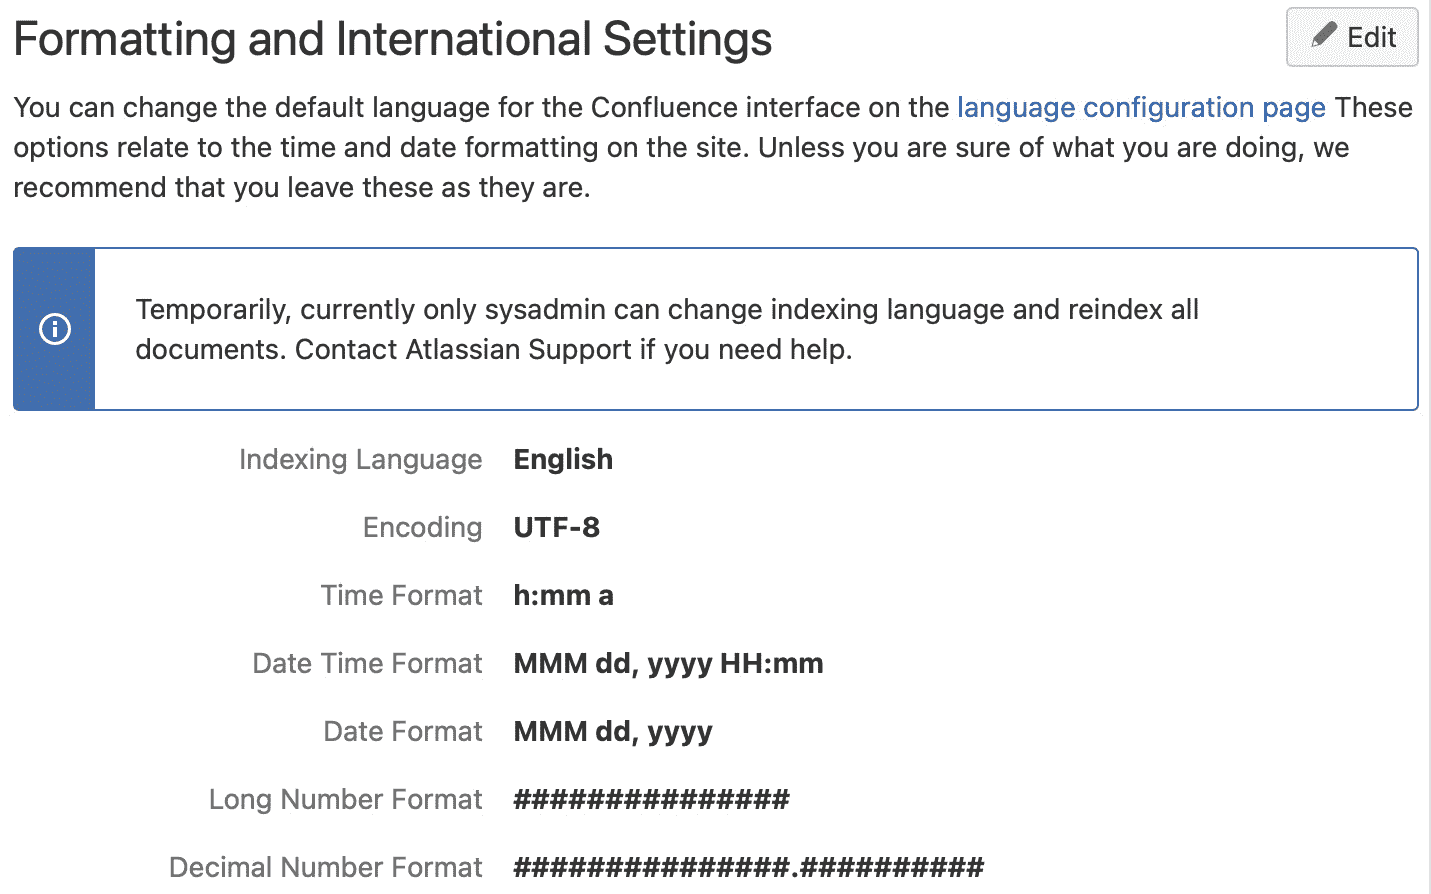 Formatting and International Settings
Edit
You can change the default language for the Confluence interface on the language configuration page These
options relate to the time and date formatting on the site. Unless you are sure of what you are doing, we
recommend that you leave these as they are.
Temporarily, currently only sysadmin can change indexing language and reindex all
documents. Contact Atlassian Support if you need help.
Indexing Language English
Encoding UTF-8
Time Format h:mm a
Date Time Format MMM dd, yyyy HH:mm
Date Format MMM dd, yyyy
Long Number Format ###############
Decimal Number Format ###############.##########